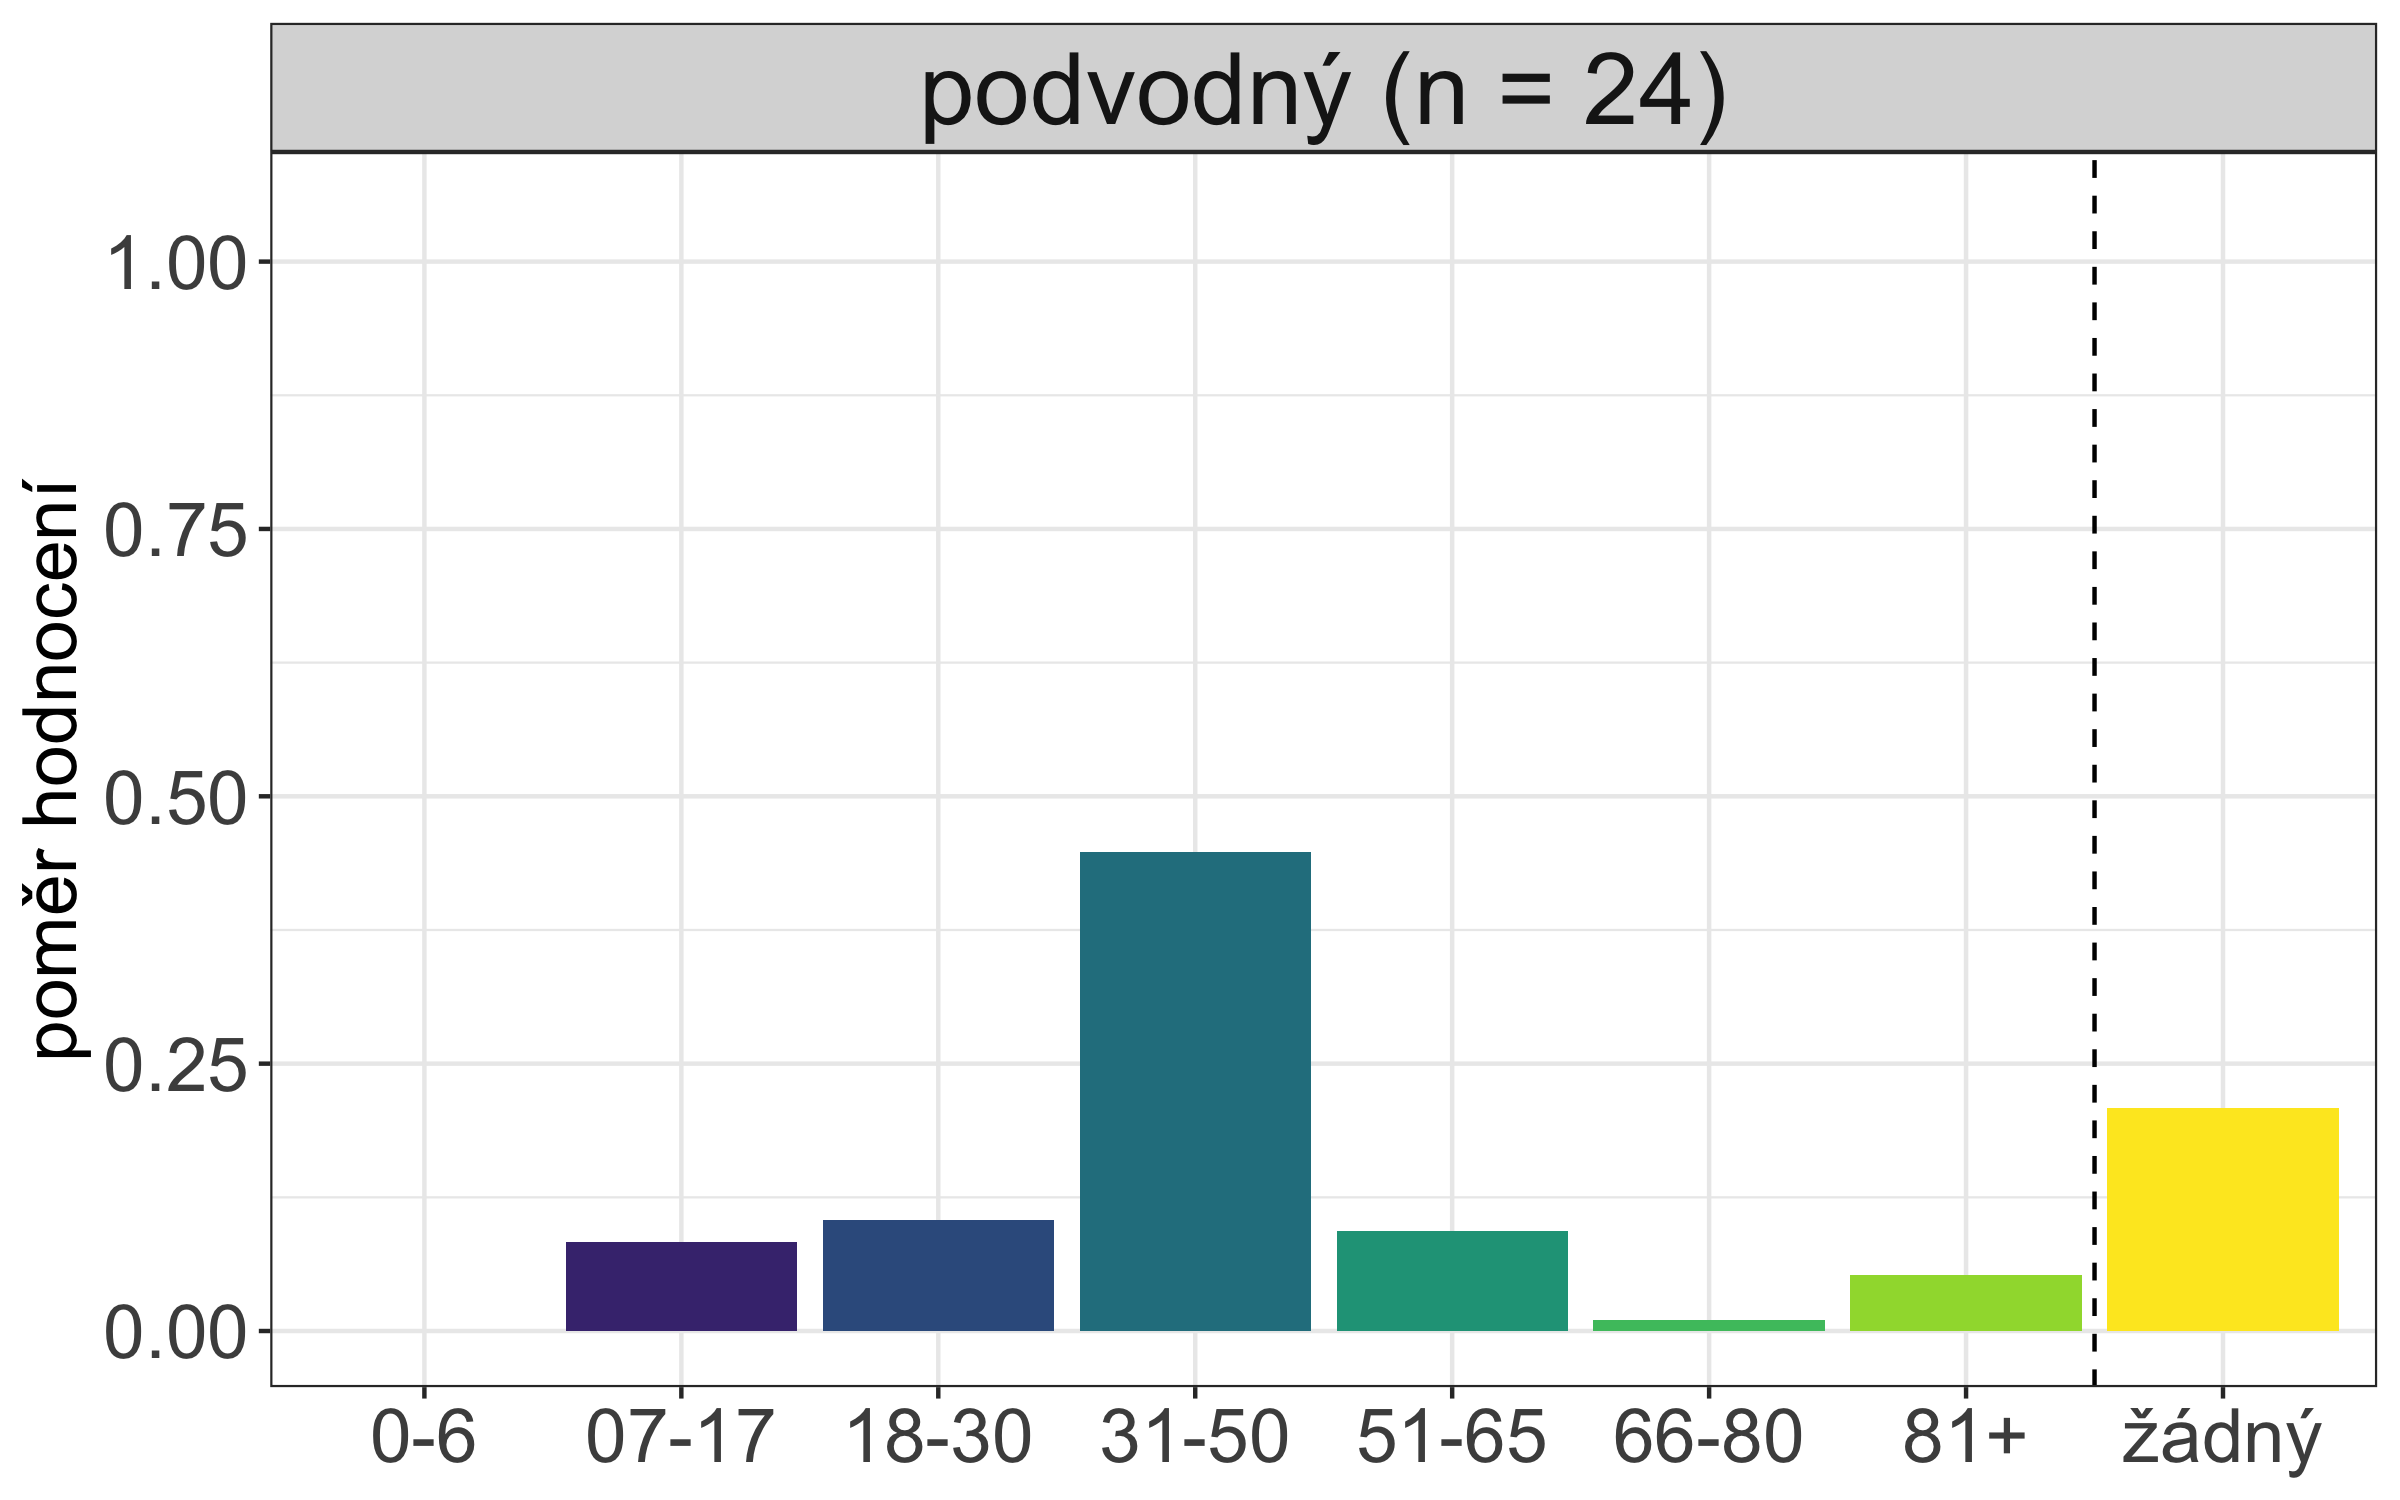 podvodný (n = 24)
poměr hodnocení
1.00
0.75
0.50
0.25
0.00
0-6 07-17 18-30 31-50 51-65 66-80 81+ žádný